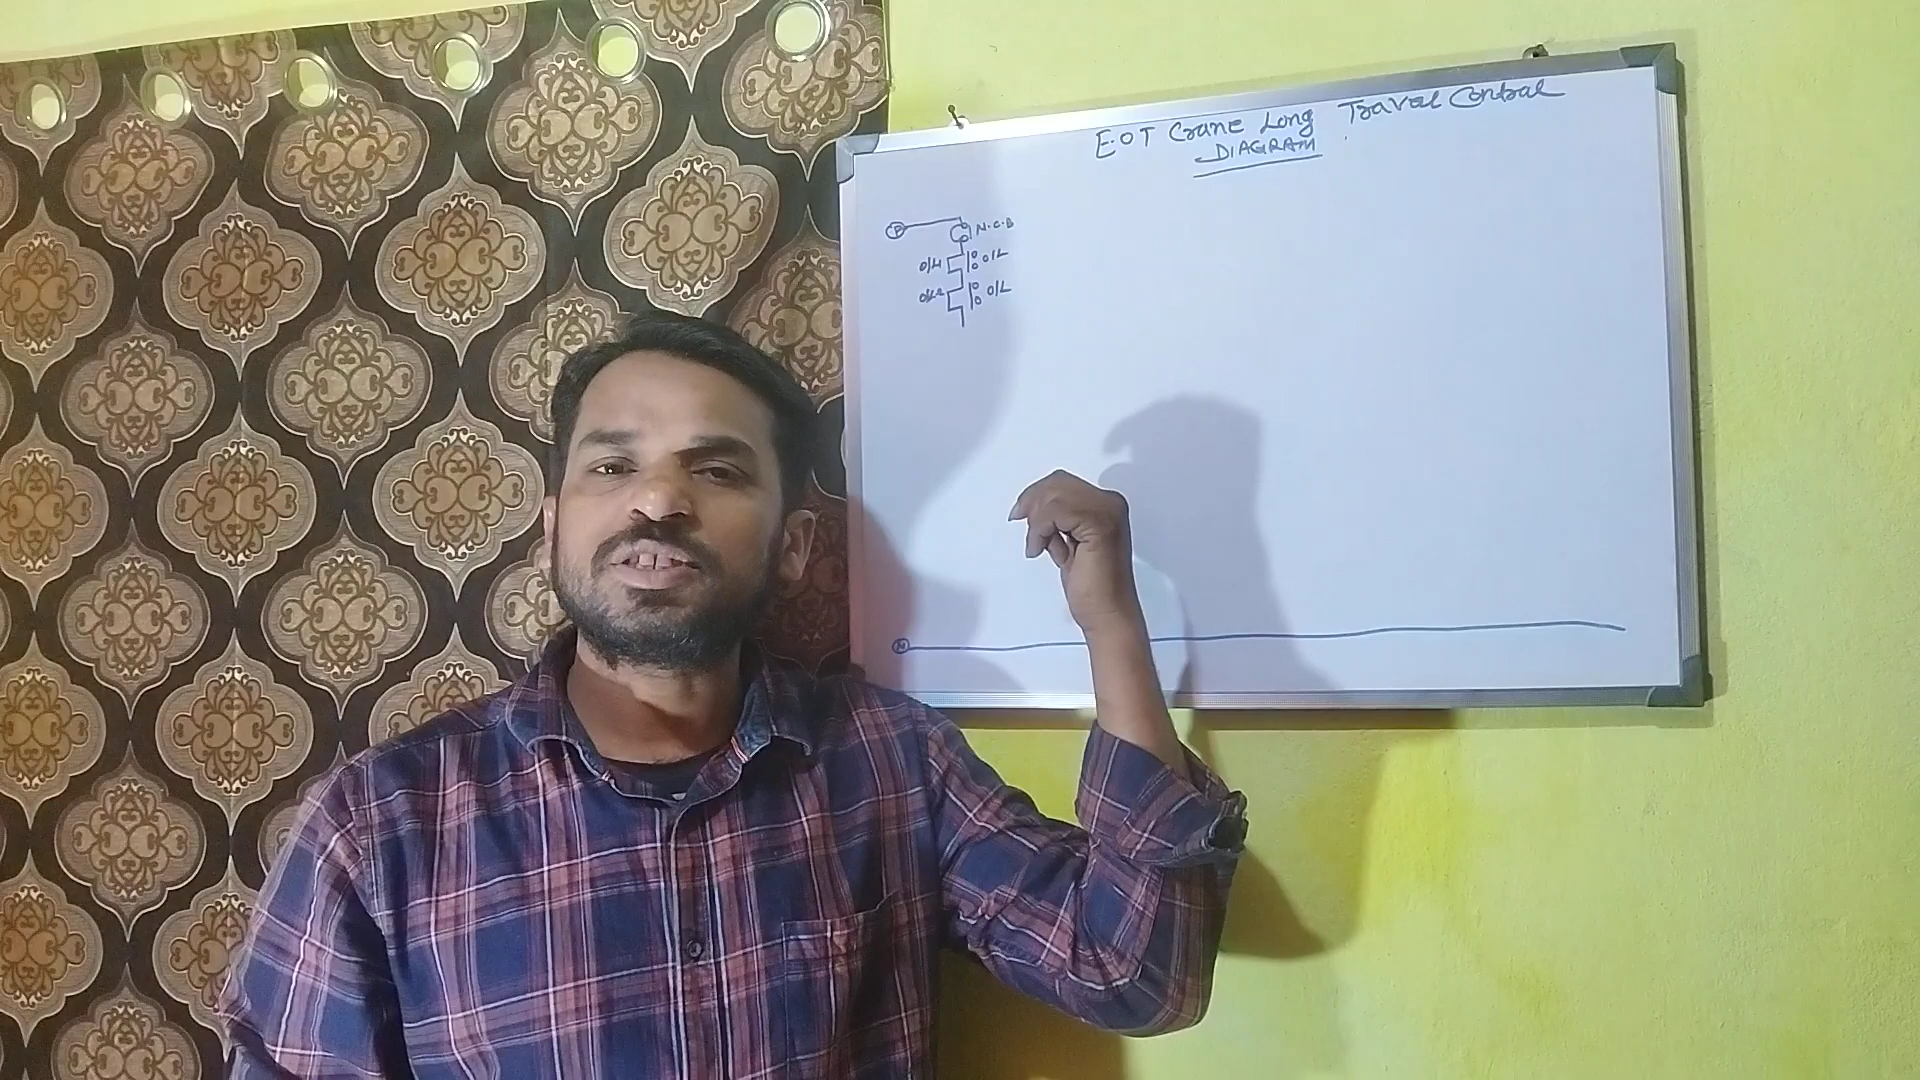 E.O.T Crane Long Travel Control
DIAGRAM
P
M.C.B
O/L1
O/L
O/L2
O/L
N